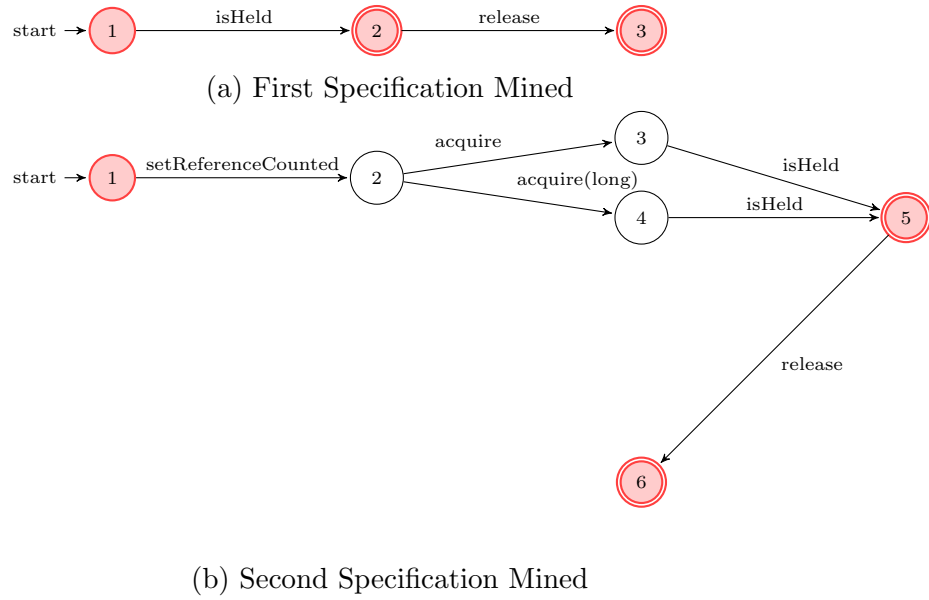 start 1 isHeld 2 release 3
(a) First Specification Mined
start 1 setReferenceCounted 2 acquire 3 isHeld
acquire(long) 4 isHeld 5
release
6
(b) Second Specification Mined